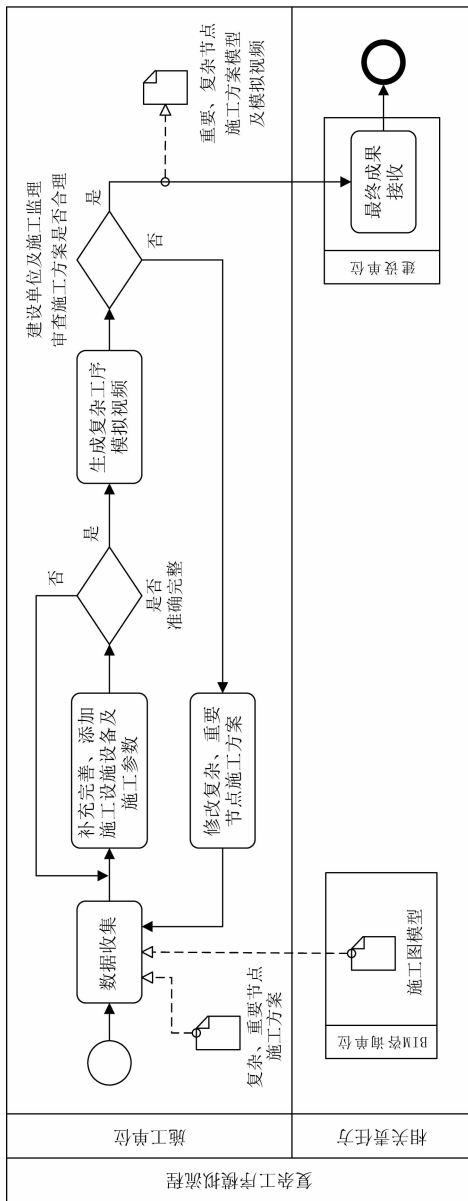 复杂工序模拟流程
施工单位
相关责任方
数据收集
复杂、重要节点
施工方案
补充完善、添加
施工设施设备及
施工参数
是否
准确完整
否
是
生成复杂工序
模拟视频
建设单位及施工监理
审查施工方案是否合理
是
否
重要、复杂节点
施工方案模型
及模拟视频
修改复杂、重要
节点施工方案
BIM咨询单位
施工图模型
建设单位
最终成果
接收